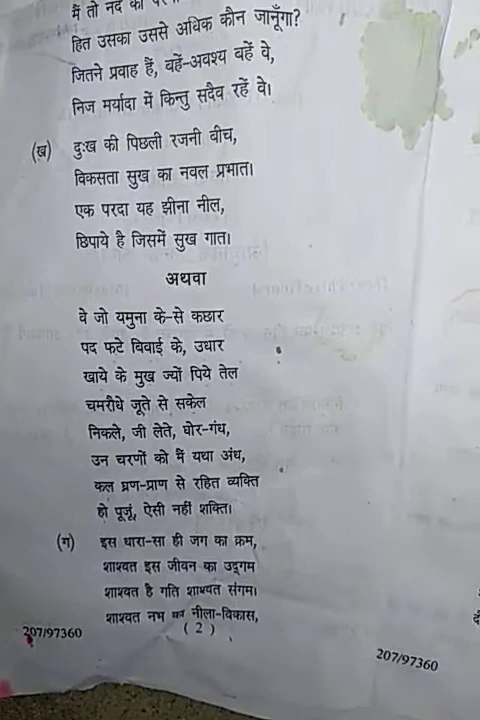 मैं तो नद की
हित उसका उससे अधिक कौन जानूँगा?
जितने प्रवाह हैं, बहें-अवश्य बहें वे,
निज मर्यादा में किन्तु सदैव रहें वे।
(ख) दुःख की पिछली रजनी बीच,
विकसता सुख का नवल प्रभात।
एक परदा यह झीना नील,
छिपाये है जिसमें सुख गात।
अथवा
वे जो यमुना के-से कछार
पद फटे बिवाई के, उधार
खाये के मुख ज्यों पिये तेल
चमरौधे जूते से सकेल
निकले, जी लेते, घोर-गंध,
उन चरणों को मैं यथा अंध,
कल घ्रण-प्राण से रहित व्यक्ति
हो पूजूं, ऐसी नहीं शक्ति।
(ग) इस धारा-सा ही जग का क्रम,
शाश्वत इस जीवन का उद्गम
शाश्वत है गति शाश्वत संगम।
शाश्वत नभ का नीला-विकास,
207/97360
( 2 )
207/97360